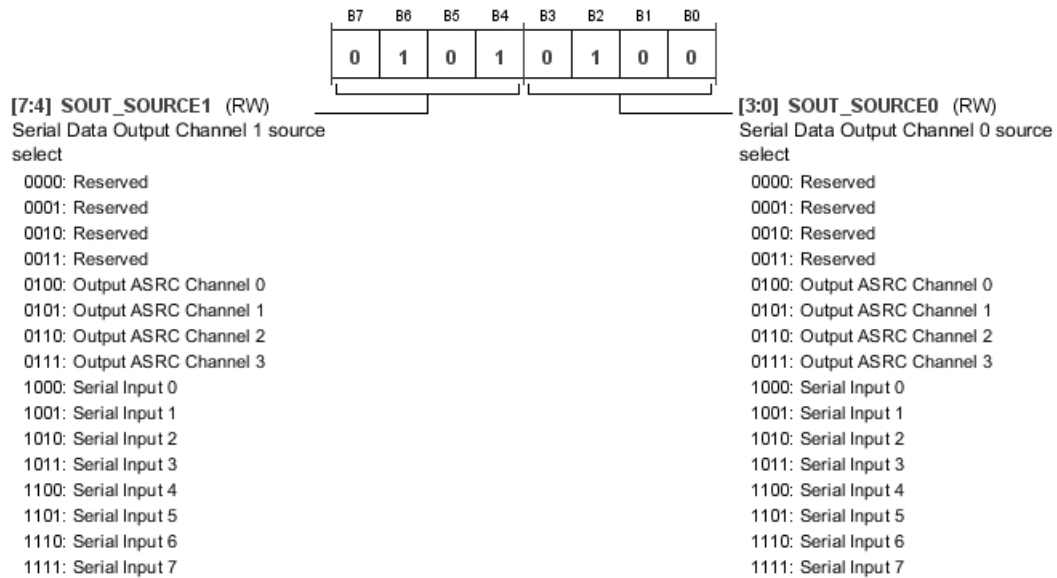 B7 B6 B5 B4 B3 B2 B1 B0
0 1 0 1 0 1 0 0
[7:4] SOUT_SOURCE1 (RW)
Serial Data Output Channel 1 source
select
0000: Reserved
0001: Reserved
0010: Reserved
0011: Reserved
0100: Output ASRC Channel 0
0101: Output ASRC Channel 1
0110: Output ASRC Channel 2
0111: Output ASRC Channel 3
1000: Serial Input 0
1001: Serial Input 1
1010: Serial Input 2
1011: Serial Input 3
1100: Serial Input 4
1101: Serial Input 5
1110: Serial Input 6
1111: Serial Input 7
[3:0] SOUT_SOURCE0 (RW)
Serial Data Output Channel 0 source
select
0000: Reserved
0001: Reserved
0010: Reserved
0011: Reserved
0100: Output ASRC Channel 0
0101: Output ASRC Channel 1
0110: Output ASRC Channel 2
0111: Output ASRC Channel 3
1000: Serial Input 0
1001: Serial Input 1
1010: Serial Input 2
1011: Serial Input 3
1100: Serial Input 4
1101: Serial Input 5
1110: Serial Input 6
1111: Serial Input 7